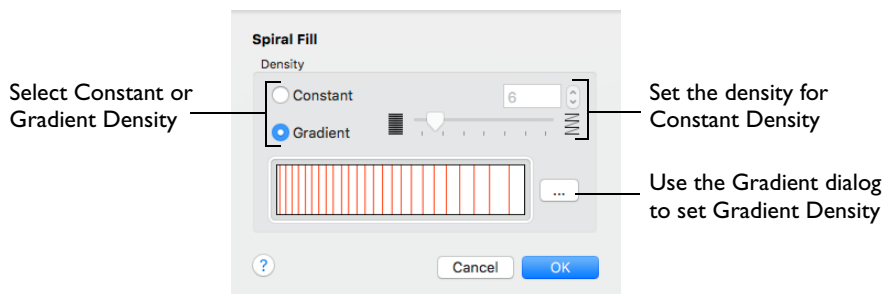 Spiral Fill
Density
Select Constant or
Gradient Density
Constant
6
Gradient
Set the density for
Constant Density
...
Use the Gradient dialog
to set Gradient Density
?
Cancel
OK